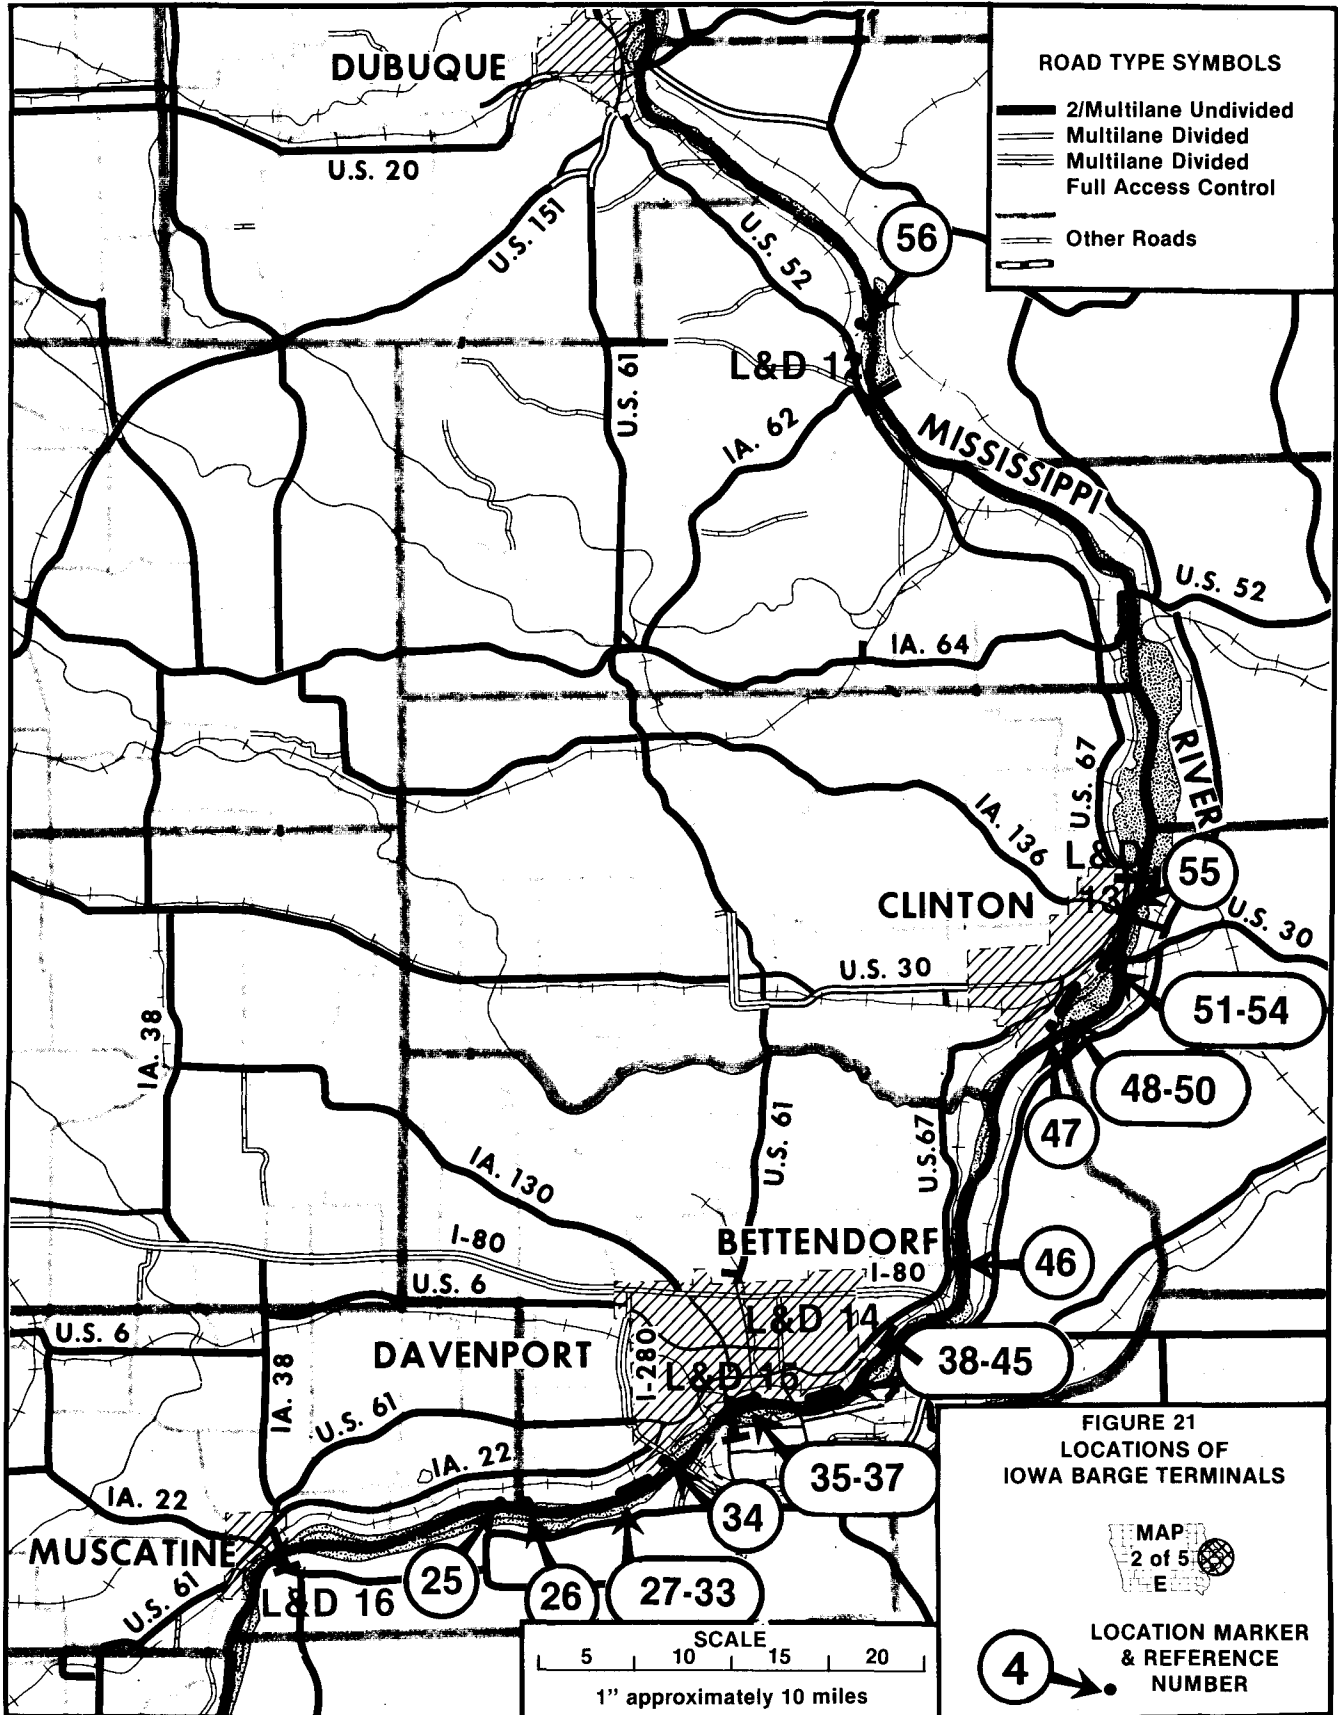 DUBUQUE
ROAD TYPE SYMBOLS
2/Multilane Undivided
Multilane Divided
Multilane Divided
Full Access Control
Other Roads
U.S. 20
U.S. 151
U.S. 52
56
U.S. 61
L&D 12
IA. 62
MISSISSIPPI
U.S. 52
IA. 64
RIVER
U.S. 67
IA. 136
L&D
13
55
CLINTON
U.S. 30
U.S. 30
51-54
IA. 38
48-50
47
U.S. 61
U.S.67
IA. 130
BETTENDORF
I-80
I-80
46
U.S. 6
U.S. 6
L&D 14
DAVENPORT
I-280
L&D 15
38-45
IA. 38
U.S. 61
IA. 22
35-37
IA. 22
34
MUSCATINE
25
26
27-33
U.S. 61
L&D 16
SCALE
5 10 15 20
1" approximately 10 miles
FIGURE 21
LOCATIONS OF
IOWA BARGE TERMINALS
MAP
2 of 5
E
4
LOCATION MARKER
& REFERENCE
NUMBER